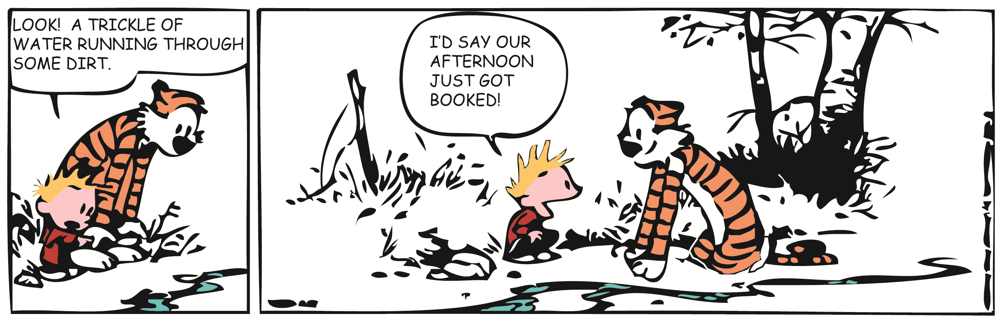 LOOK! A TRICKLE OF
WATER RUNNING THROUGH
SOME DIRT.
I'D SAY OUR
AFTERNOON
JUST GOT
BOOKED!